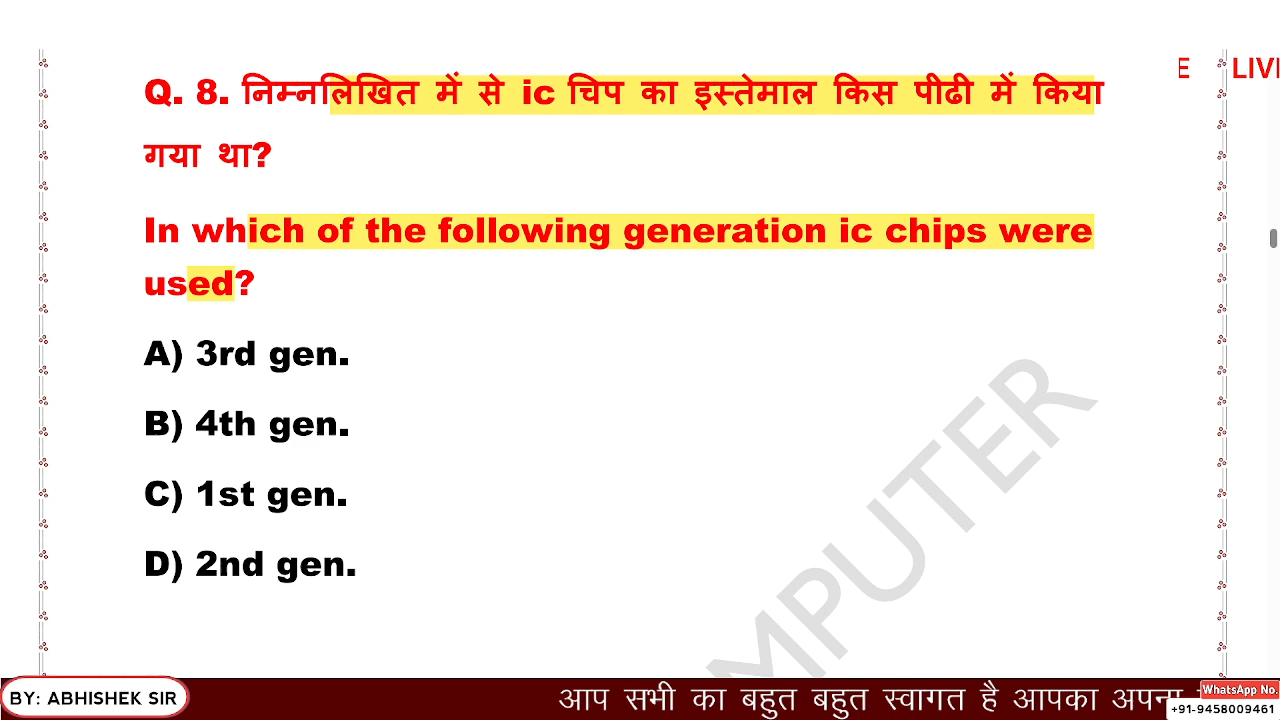 E LIVI
Q. 8. निम्नलिखित में से ic चिप का इस्तेमाल किस पीढी में किया
गया था?
In which of the following generation ic chips were
used?
A) 3rd gen.
B) 4th gen.
C) 1st gen.
D) 2nd gen.
MPUTER
BY: ABHISHEK SIR
आप सभी का बहुत बहुत स्वागत है आपका अपना
WhatsApp No.
+91-9458009461